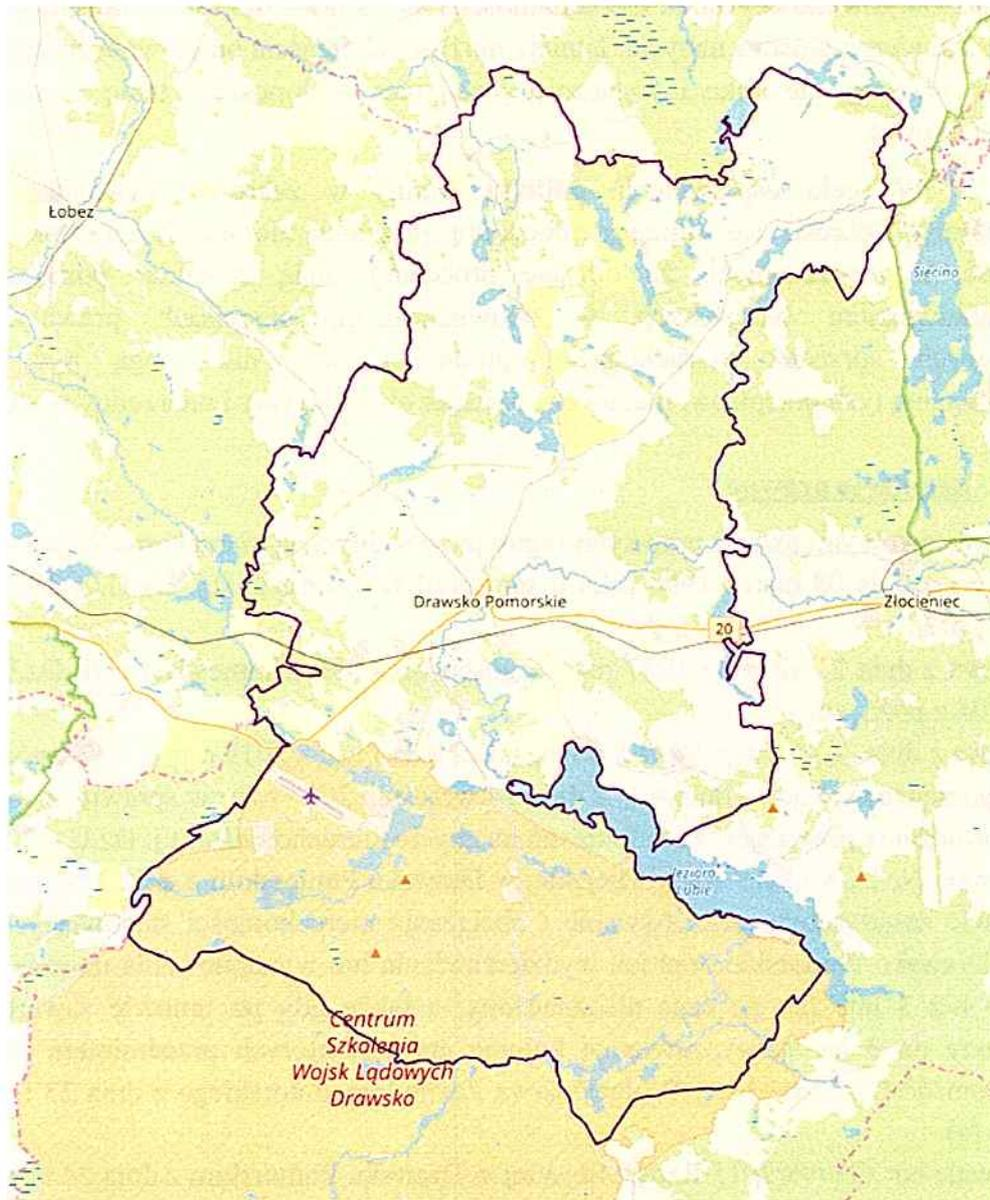 Łobez
Siecino
Drawsko Pomorskie
Złocieniec
20
Jezioro
Lubie
Centrum
Szkolenia
Wojsk Lądowych
Drawsko